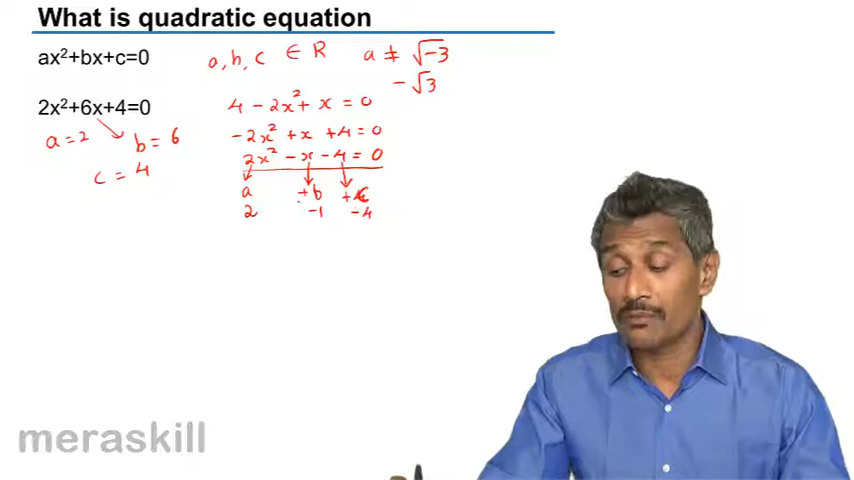 What is quadratic equation
ax²+bx+c=0
a, b, c ∈ R a ≠ √-3
- √3
2x²+6x+4=0
a = 2 b = 6
c = 4
4 - 2x² + x = 0
-2x² + x + 4 = 0
2x² - x - 4 = 0
a +b +c
2 -1 -4
meraskill